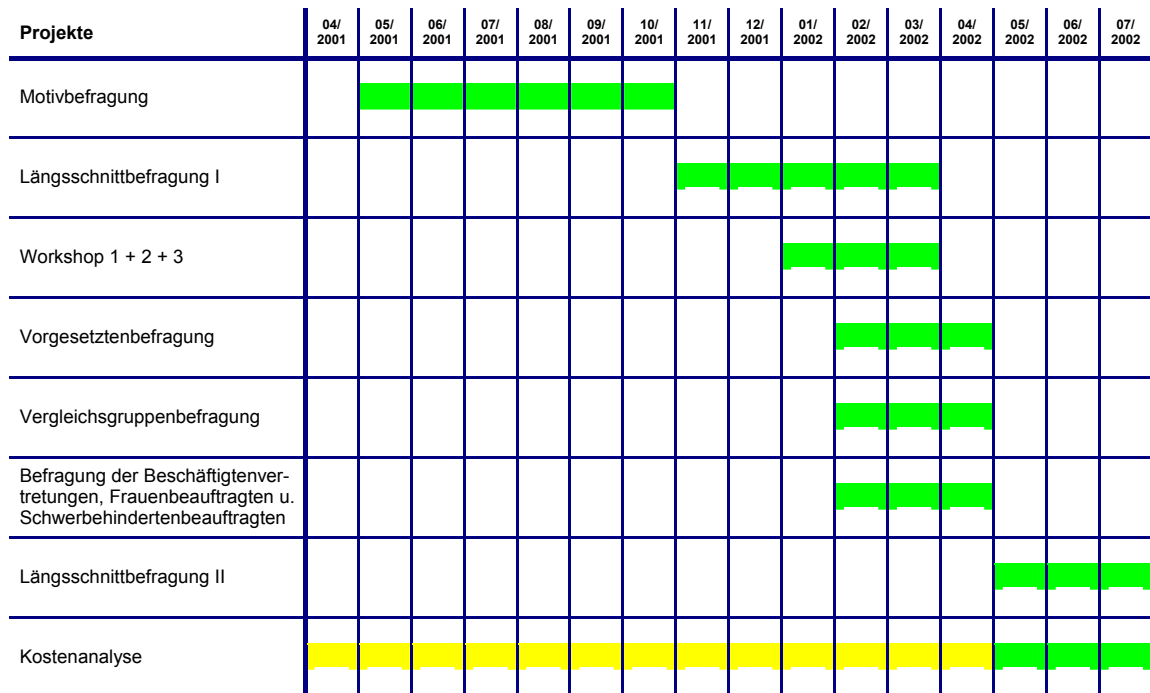 Projekte
04/ 05/ 06/ 07/ 08/ 09/ 10/ 11/ 12/ 01/ 02/ 03/ 04/ 05/ 06/ 07/
2001 2001 2001 2001 2001 2001 2001 2001 2001 2002 2002 2002 2002 2002 2002 2002
Motivbefragung
Längsschnittbefragung I
Workshop 1 + 2 + 3
Vorgesetztenbefragung
Vergleichsgruppenbefragung
Befragung der Beschäftigtenver-
tretungen, Frauenbeauftragten u.
Schwerbehindertenbeauftragten
Längsschnittbefragung II
Kostenanalyse